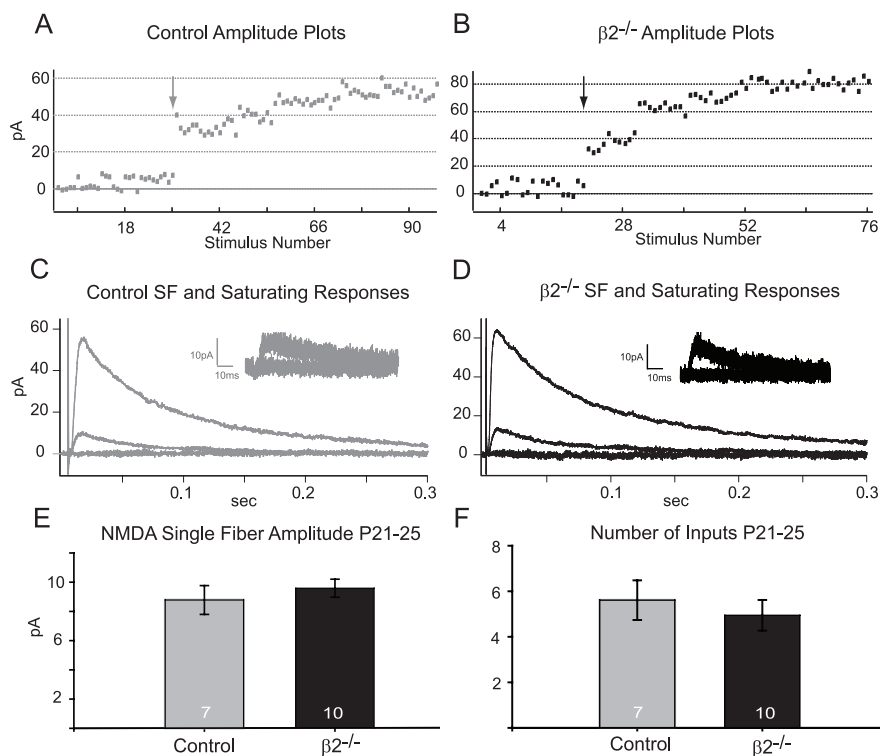 A
Control Amplitude Plots
60
40
20
0
pA
18
42
66
90
Stimulus Number
B
β2-/- Amplitude Plots
80
60
40
20
0
4
28
52
76
Stimulus Number
C
Control SF and Saturating Responses
60
40
20
0
pA
10pA
10ms
0.1
0.2
0.3
sec
D
β2-/- SF and Saturating Responses
60
40
20
0
10pA
10ms
0.1
0.2
0.3
sec
E
NMDA Single Fiber Amplitude P21-25
10
8
6
4
2
pA
7
10
Control
β2-/-
F
Number of Inputs P21-25
8
6
4
2
0
7
10
Control
β2-/-